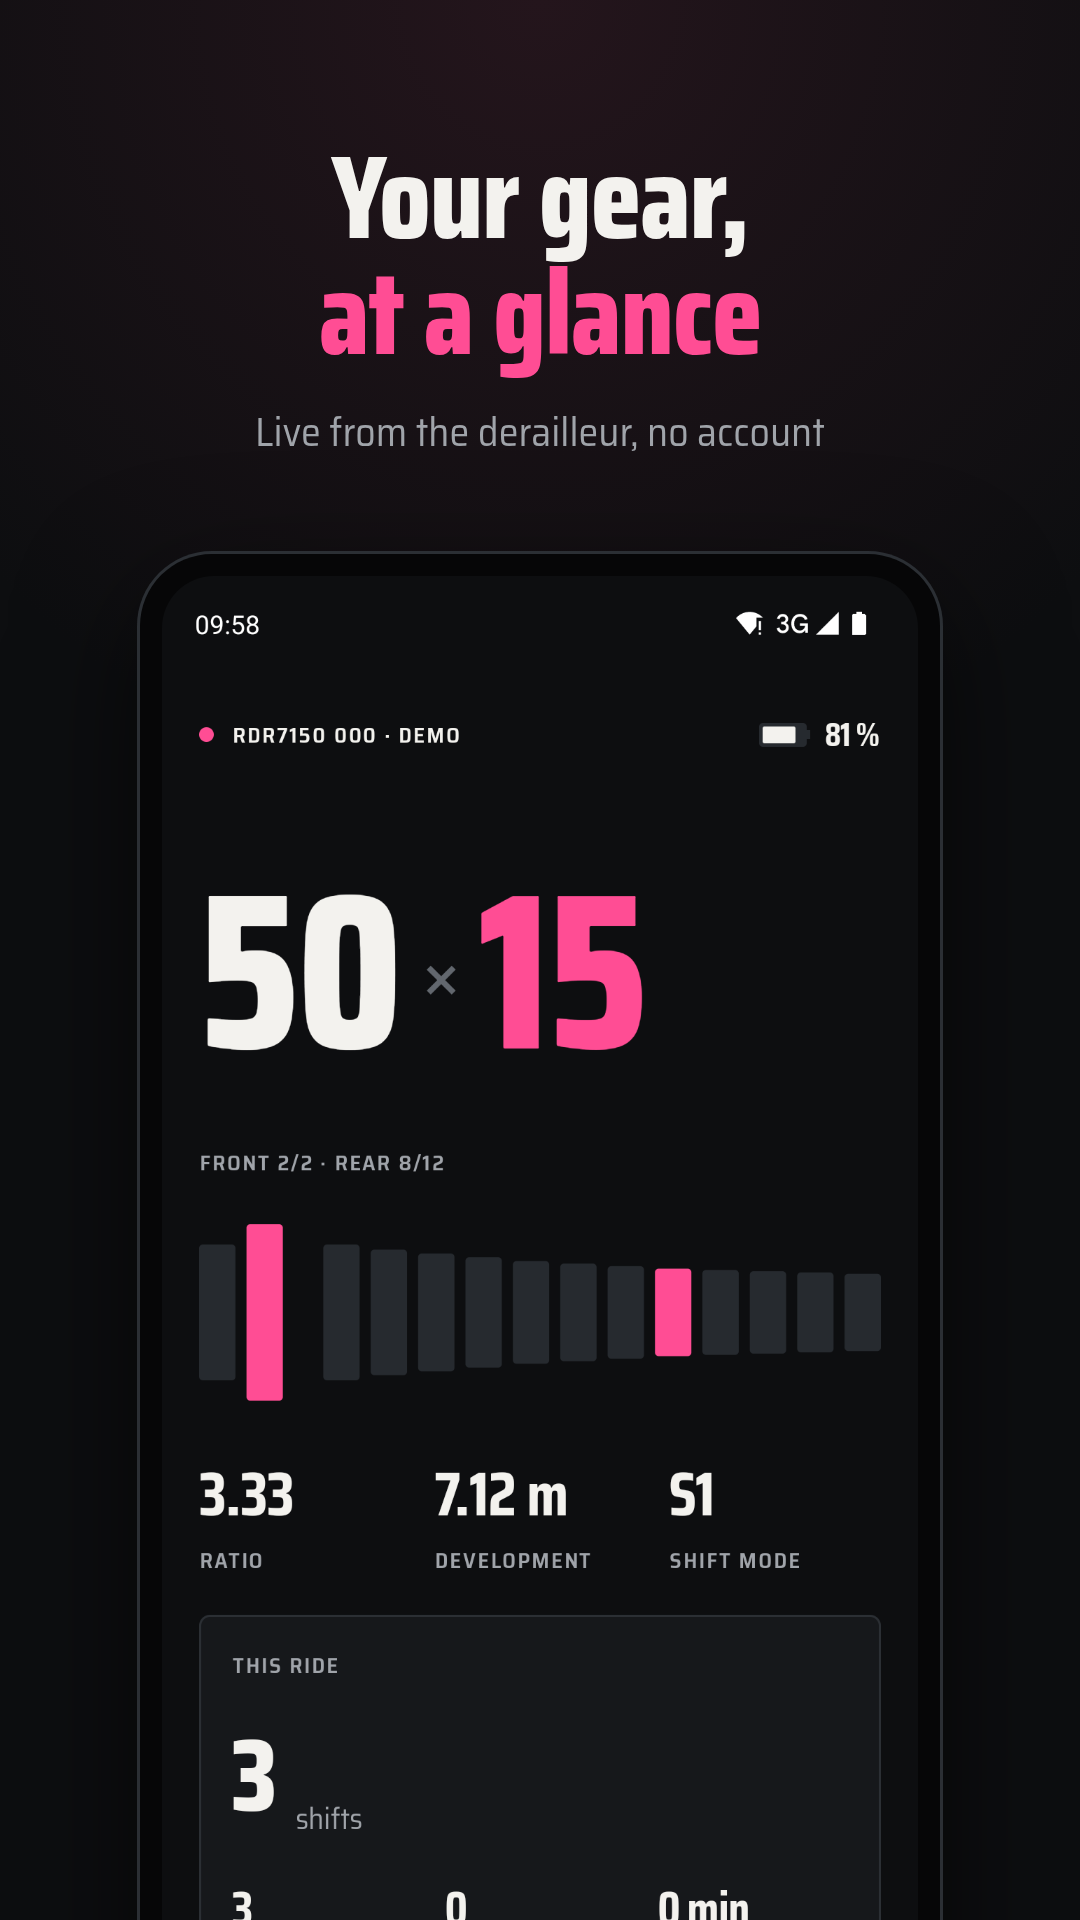 Your gear,
at a glance
Live from the derailleur, no account
09:58 3G
RDR7150 000 · DEMO 81 %
50 × 15
FRONT 2/2 · REAR 8/12
3.33 7.12 m S1
RATIO DEVELOPMENT SHIFT MODE
THIS RIDE
3 shifts
3 0 0 min